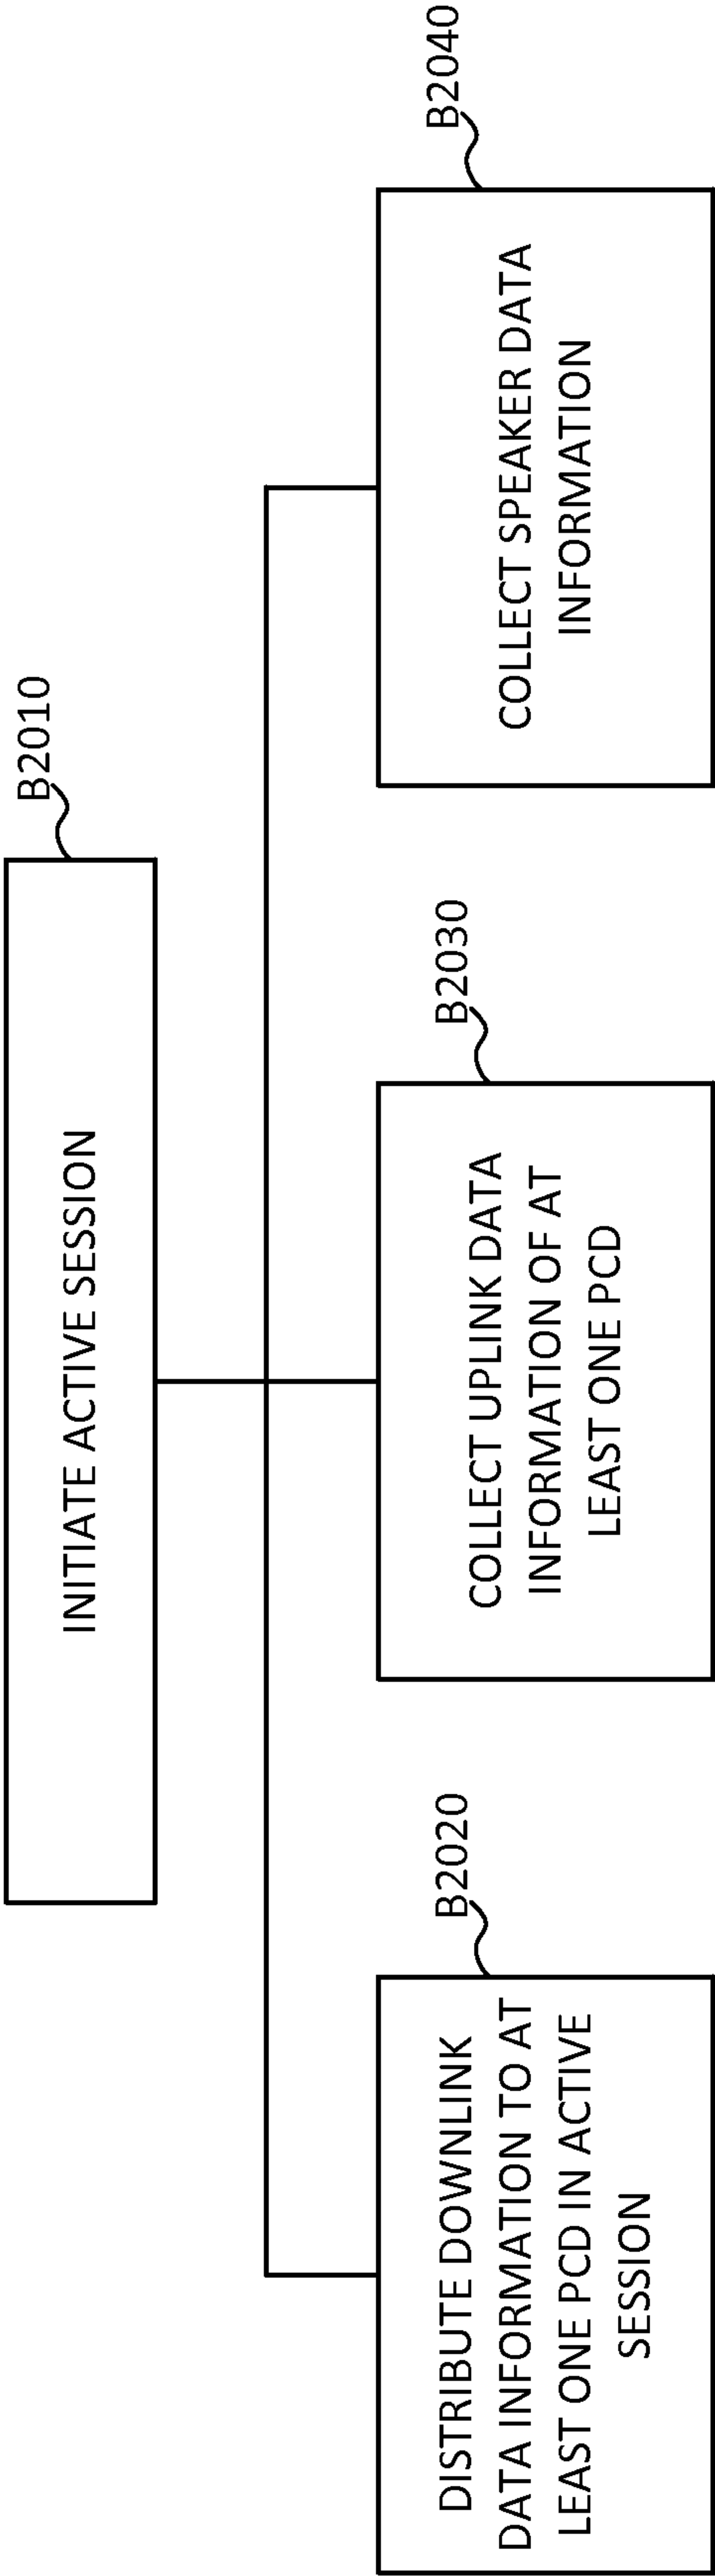 INITIATE ACTIVE SESSION
B2010
DISTRIBUTE DOWNLINK
DATA INFORMATION TO AT
LEAST ONE PCD IN ACTIVE
SESSION
B2020
COLLECT UPLINK DATA
INFORMATION OF AT
LEAST ONE PCD
B2030
COLLECT SPEAKER DATA
INFORMATION
B2040